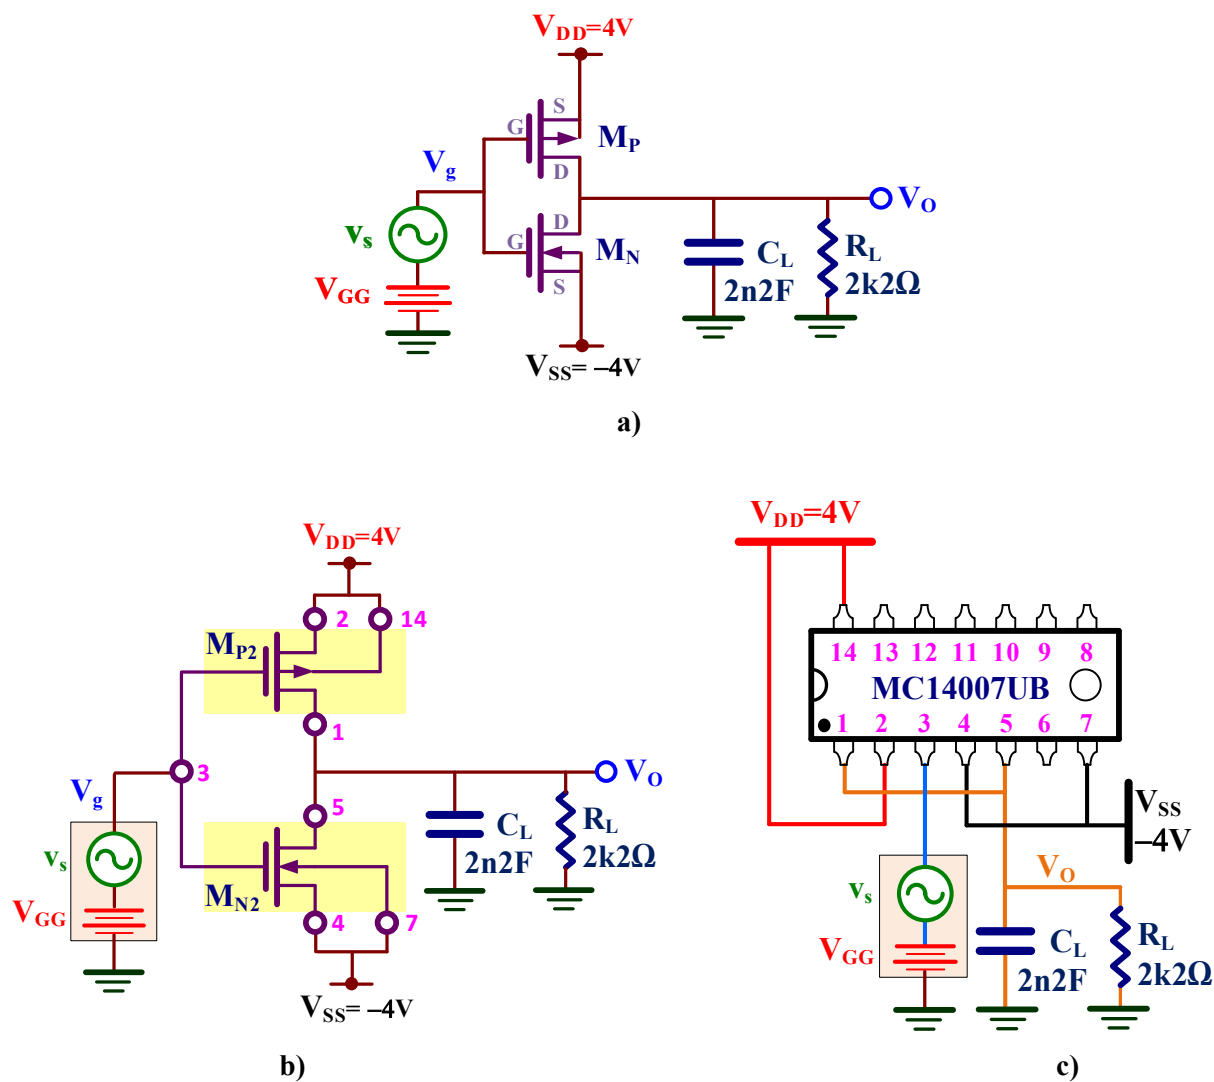 VDD=4V
S
G
MP
D
Vg
VO
D
vs
G
MN
CL
RL
2n2F
2k2Ω
S
VGG
VSS= –4V
a)
VDD=4V
2
14
MP2
1
3
VO
Vg
5
CL
RL
2n2F
2k2Ω
vs
MN2
VGG
4
7
VSS= –4V
b)
VDD=4V
14 13 12 11 10 9 8
MC14007UB
1 2 3 4 5 6 7
VSS
–4V
VO
vs
VGG
CL
RL
2n2F
2k2Ω
c)